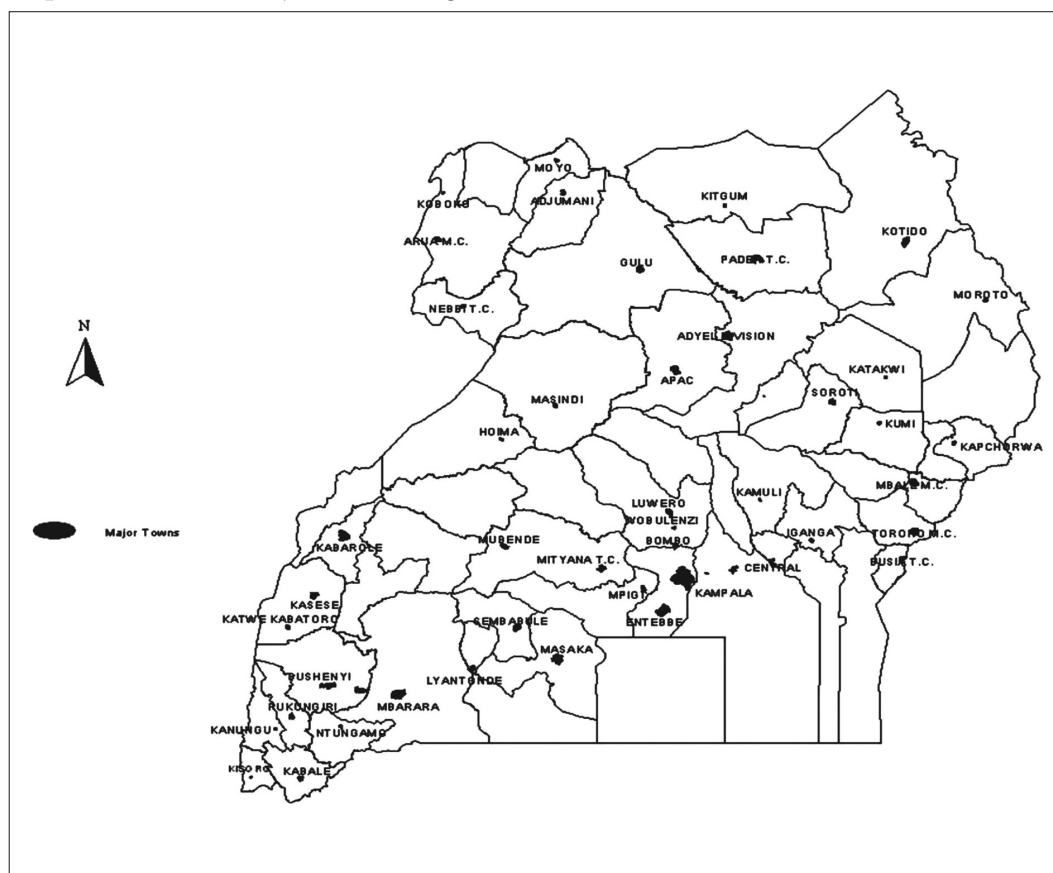 MOYO
KITGUM
KOBOKO
ADJUMANI
KOTIDO
ARUA M.C.
GULU
PADER T.C.
MOROTO
NEBBI T.C.
N
ADYEL DIVISION
APAC
KATAKWI
SOROTI
MASINDI
KUMI
HOIMA
KAPCHORWA
MBALE M.C.
KAMULI
LUWERO
WOBULENZI
Major Towns
TORORO M.C.
IGANGA
MUBENDE
BOMBO
KABAROLE
MITYANA T.C.
BUSIA T.C.
CENTRAL
MPIGI
KAMPALA
KASESE
KATWE KABATORO
ENTEBBE
SEMBABULE
MASAKA
BUSHENYI
LYANTONDE
MBARARA
RUKUNGIRI
KANUNGU
NTUNGAMO
KISORO
KABALE